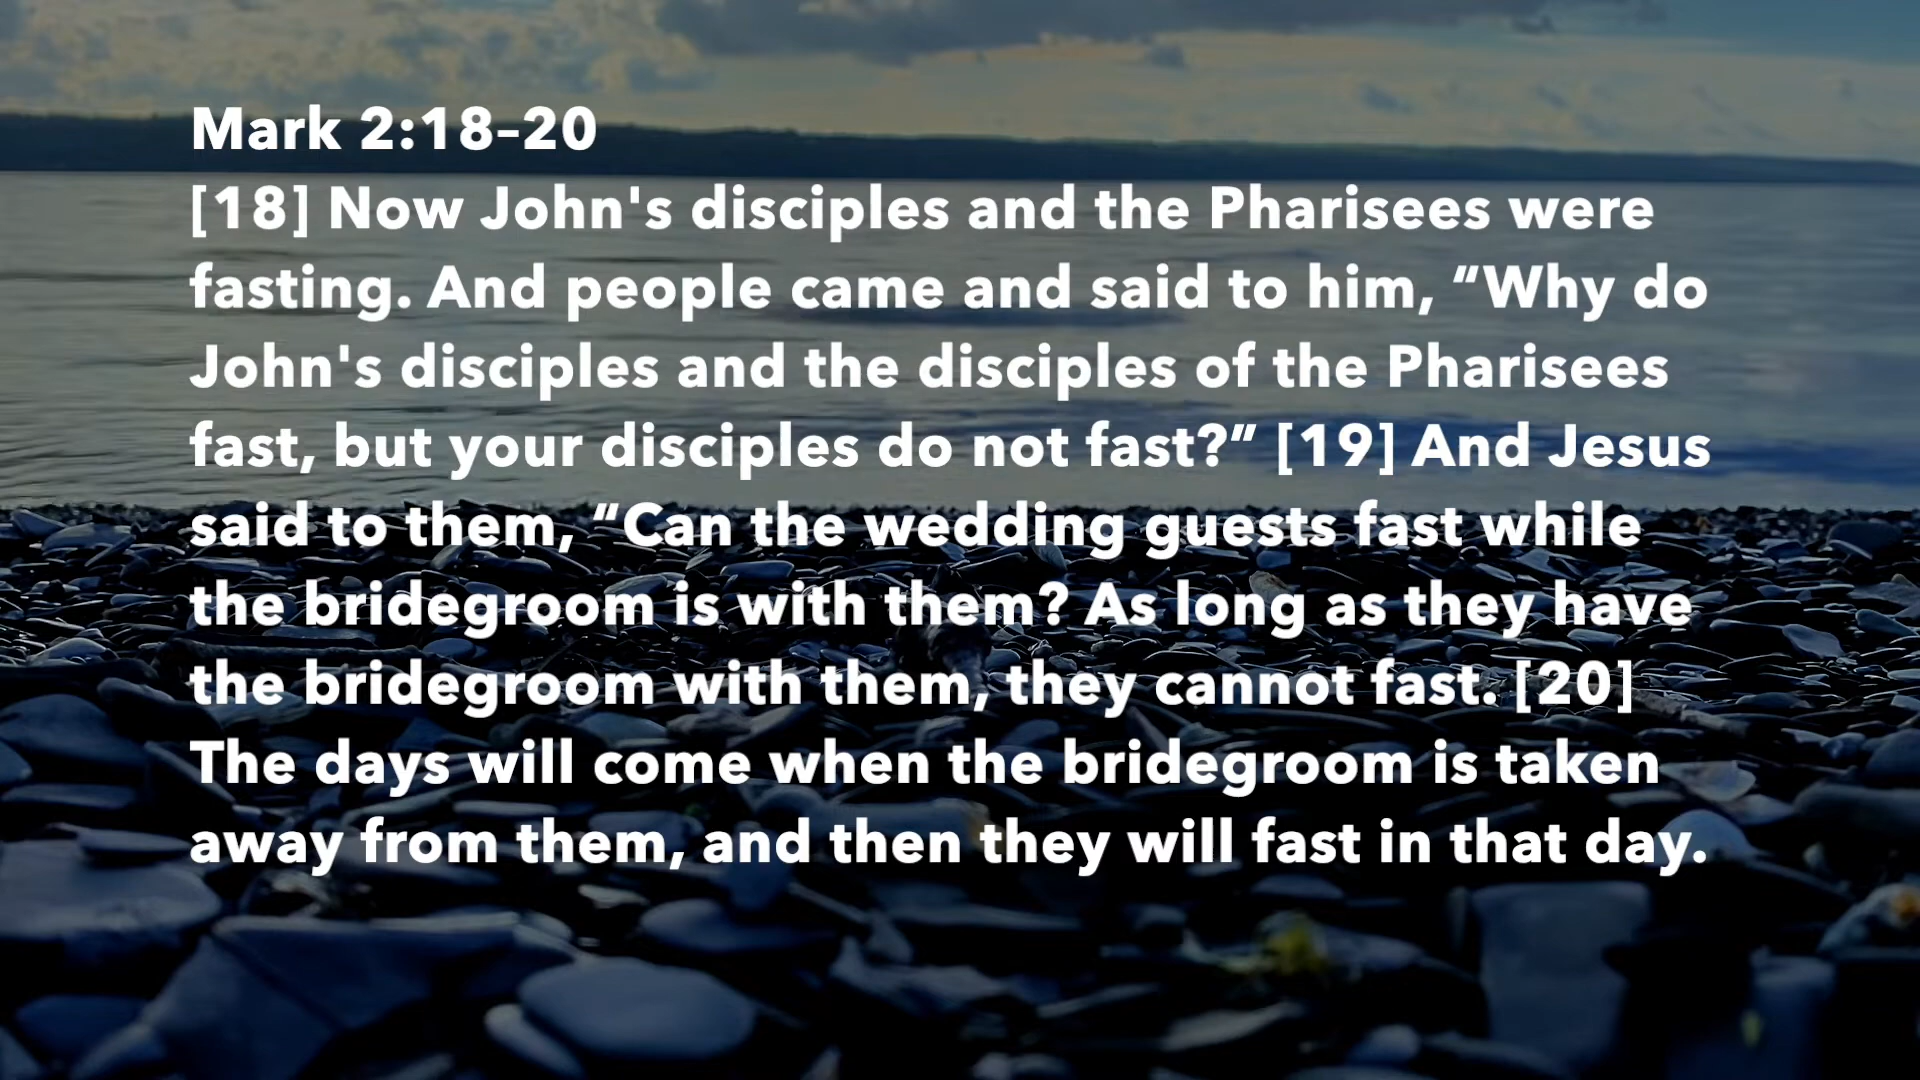 Mark 2:18–20
[18] Now John's disciples and the Pharisees were
fasting. And people came and said to him, “Why do
John's disciples and the disciples of the Pharisees
fast, but your disciples do not fast?” [19] And Jesus
said to them, “Can the wedding guests fast while
the bridegroom is with them? As long as they have
the bridegroom with them, they cannot fast. [20]
The days will come when the bridegroom is taken
away from them, and then they will fast in that day.